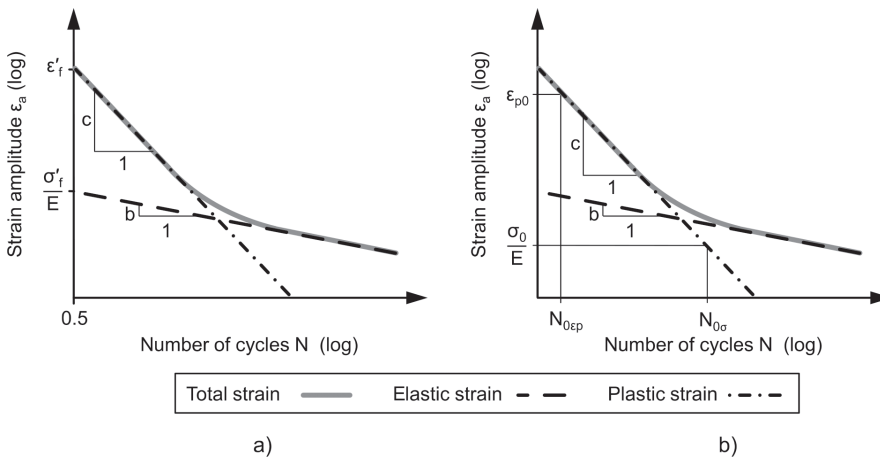 Strain amplitude εa (log)
ε′f
c
1
σ′f
E
b
1
0.5
Number of cycles N (log)
Strain amplitude εa (log)
εp0
c
1
b
1
σ0
E
N0εp
N0σ
Number of cycles N (log)
Total strain Elastic strain Plastic strain
a) b)